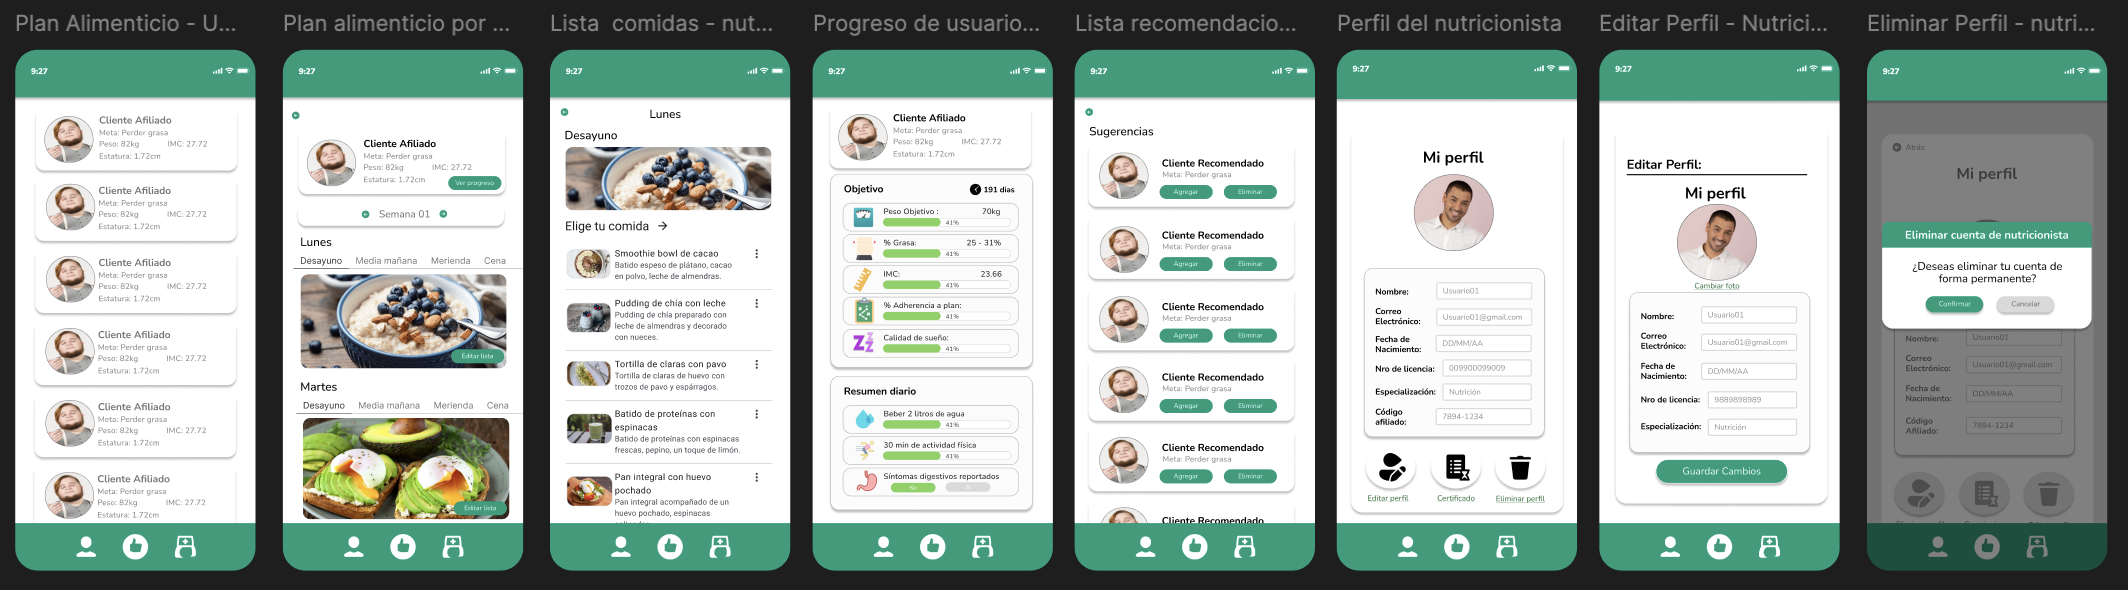 Plan Alimenticio - U...
9:27
Cliente Afiliado
Meta: Perder grasa
Peso: 82kg IMC: 27.72
Estatura: 1.72cm
Cliente Afiliado
Meta: Perder grasa
Peso: 82kg IMC: 27.72
Estatura: 1.72cm
Cliente Afiliado
Meta: Perder grasa
Peso: 82kg IMC: 27.72
Estatura: 1.72cm
Cliente Afiliado
Meta: Perder grasa
Peso: 82kg IMC: 27.72
Estatura: 1.72cm
Cliente Afiliado
Meta: Perder grasa
Peso: 82kg IMC: 27.72
Estatura: 1.72cm
Cliente Afiliado
Meta: Perder grasa
Peso: 82kg IMC: 27.72
Estatura: 1.72cm
Plan alimenticio por ...
9:27
Cliente Afiliado
Meta: Perder grasa
Peso: 82kg IMC: 27.72
Estatura: 1.72cm
Ver progreso
Semana 01
Lunes
Desayuno Media mañana Merienda Cena
Editar lista
Martes
Desayuno Media mañana Merienda Cena
Editar lista
Lista comidas - nut...
9:27
Lunes
Desayuno
Elige tu comida
Smoothie bowl de cacao
Batido espeso de plátano, cacao
en polvo, leche de almendras.
Pudding de chía con leche
Pudding de chía preparado con
leche de almendras y decorado
con nueces.
Tortilla de claras con pavo
Tortilla de claras de huevo con
trozos de pavo y espárragos.
Batido de proteínas con
espinacas
Batido de proteínas con espinacas
frescas, pepino, un toque de limón.
Pan integral con huevo
pochado
Pan integral acompañado de un
huevo pochado, espinacas
Progreso de usuario...
9:27
Cliente Afiliado
Meta: Perder grasa
Peso: 82kg IMC: 27.72
Estatura: 1.72cm
Objetivo 191 dias
Peso Objetivo : 70kg
41%
% Grasa: 25 - 31%
41%
IMC: 23.66
41%
% Adherencia a plan:
41%
Calidad de sueño:
41%
Resumen diario
Beber 2 litros de agua
41%
30 min de actividad física
41%
Síntomas digestivos reportados
No
Lista recomendacio...
9:27
Sugerencias
Cliente Recomendado
Meta: Perder grasa
Agregar Eliminar
Cliente Recomendado
Meta: Perder grasa
Agregar Eliminar
Cliente Recomendado
Meta: Perder grasa
Agregar Eliminar
Cliente Recomendado
Meta: Perder grasa
Agregar Eliminar
Cliente Recomendado
Meta: Perder grasa
Agregar Eliminar
Cliente Recomendado
Perfil del nutricionista
9:27
Mi perfil
Nombre: Usuario01
Correo
Electrónico: Usuario01@gmail.com
Fecha de
Nacimiento: DD/MM/AA
Nro de licencia: 009900099009
Especialización: Nutrición
Código
afiliado: 7894-1234
Editar perfil Certificado Eliminar perfil
Editar Perfil - Nutrici...
9:27
Editar Perfil:
Mi perfil
Cambiar foto
Nombre: Usuario01
Correo
Electrónico: Usuario01@gmail.com
Fecha de
Nacimiento: DD/MM/AA
Nro de licencia: 9889898989
Especialización: Nutrición
Guardar Cambios
Eliminar Perfil - nutri...
9:27
Atrás
Mi perfil
Eliminar cuenta de nutricionista
¿Deseas eliminar tu cuenta de
forma permanente?
Confirmar Cancelar
Nombre: Usuario01
Correo
Electrónico: Usuario01@gmail.com
Fecha de
Nacimiento: DD/MM/AA
Código
Afiliado: 7894-1234